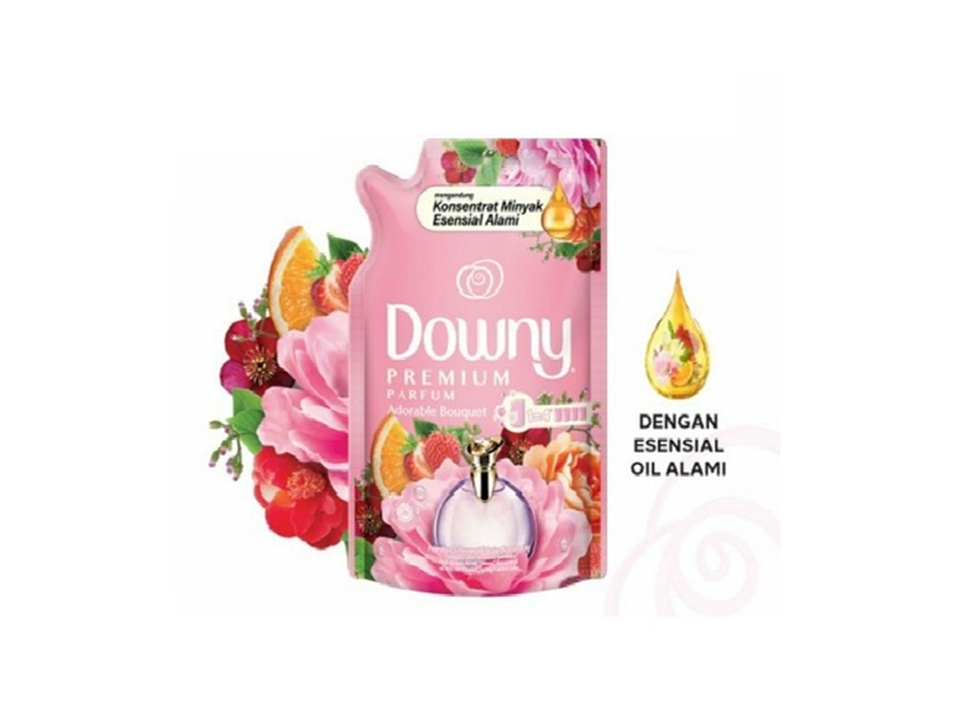 mengandung
Konsentrat Minyak
Esensial Alami
Downy
PREMIUM
PARFUM
Adorable Bouquet
DENGAN
ESENSIAL
OIL ALAMI